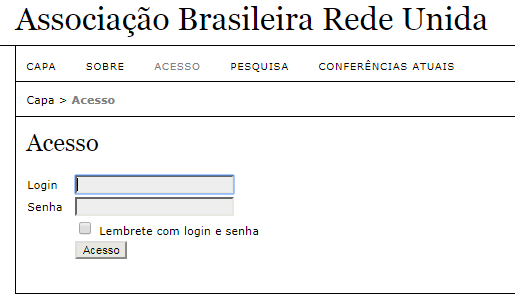 Associação Brasileira Rede Unida
CAPA SOBRE ACESSO PESQUISA CONFERÊNCIAS ATUAIS
Capa > Acesso
Acesso
Login
Senha
Lembrete com login e senha
Acesso